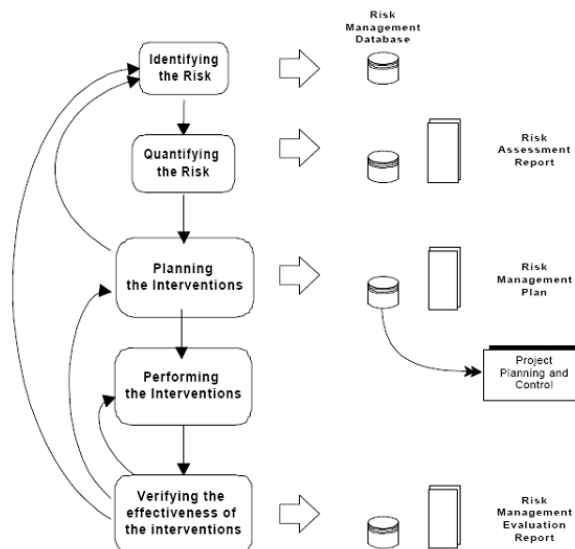 Risk
Management
Database
Identifying
the Risk
Quantifying
the Risk
Risk
Assessment
Report
Planning
the Interventions
Risk
Management
Plan
Project
Planning and
Control
Performing
the Interventions
Verifying the
effectiveness of
the interventions
Risk
Management
Evaluation
Report